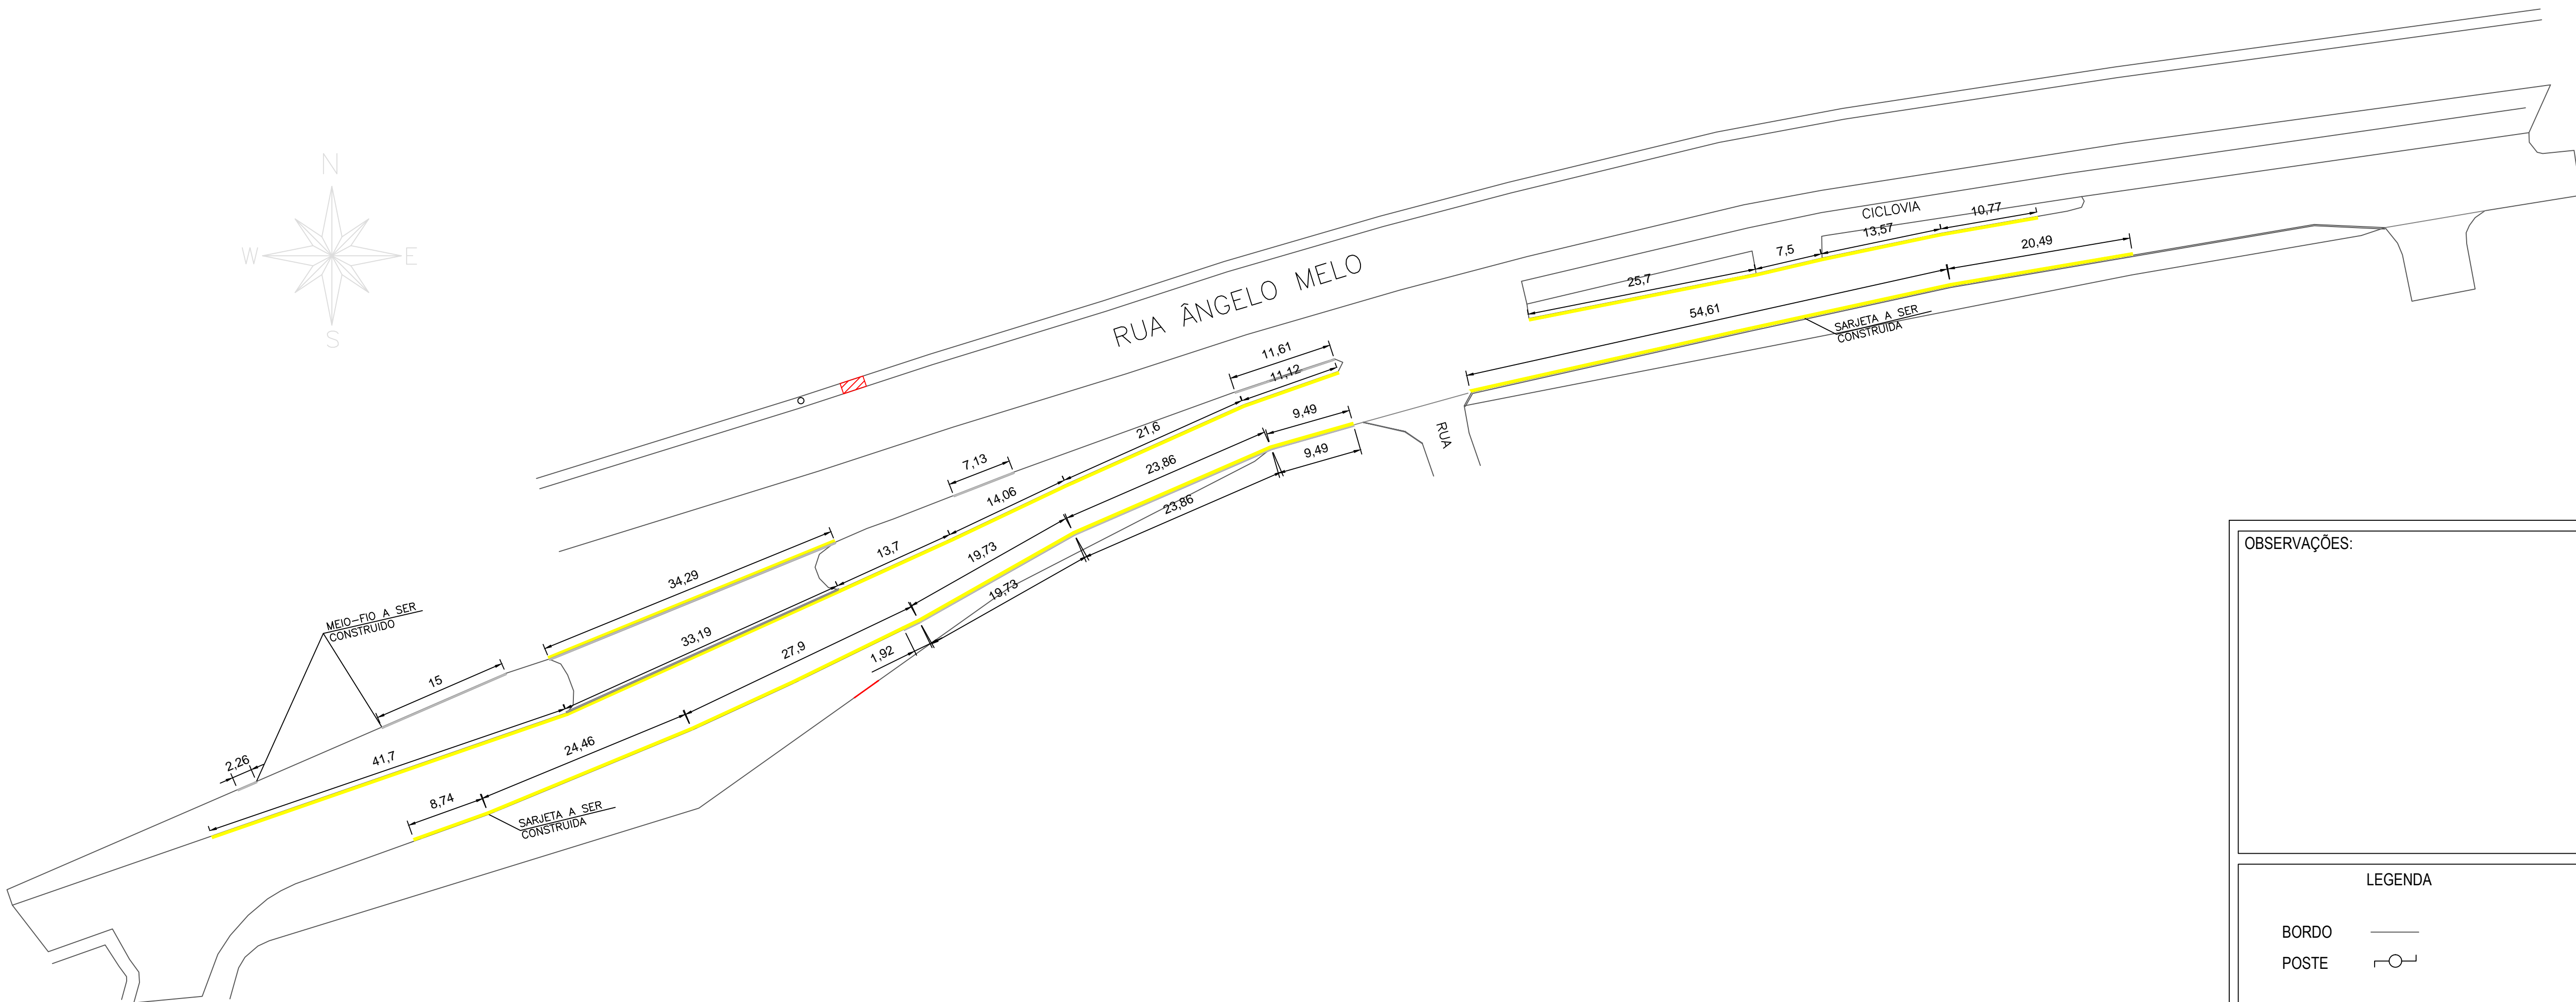 N
W
E
S
RUA ÂNGELO MELO
CICLOVIA
10,77
13,57
7,5
25,7
20,49
54,61
SARJETA A SER
CONSTRUIDA
RUA
11,61
11,12
9,49
21,6
23,86
9,49
7,13
14,06
23,86
13,7
19,73
19,73
34,29
33,19
27,9
1,92
MEIO-FIO A SER
CONSTRUIDO
15
24,46
41,7
2,26
8,74
SARJETA A SER
CONSTRUIDA
OBSERVAÇÕES:
LEGENDA
BORDO
POSTE